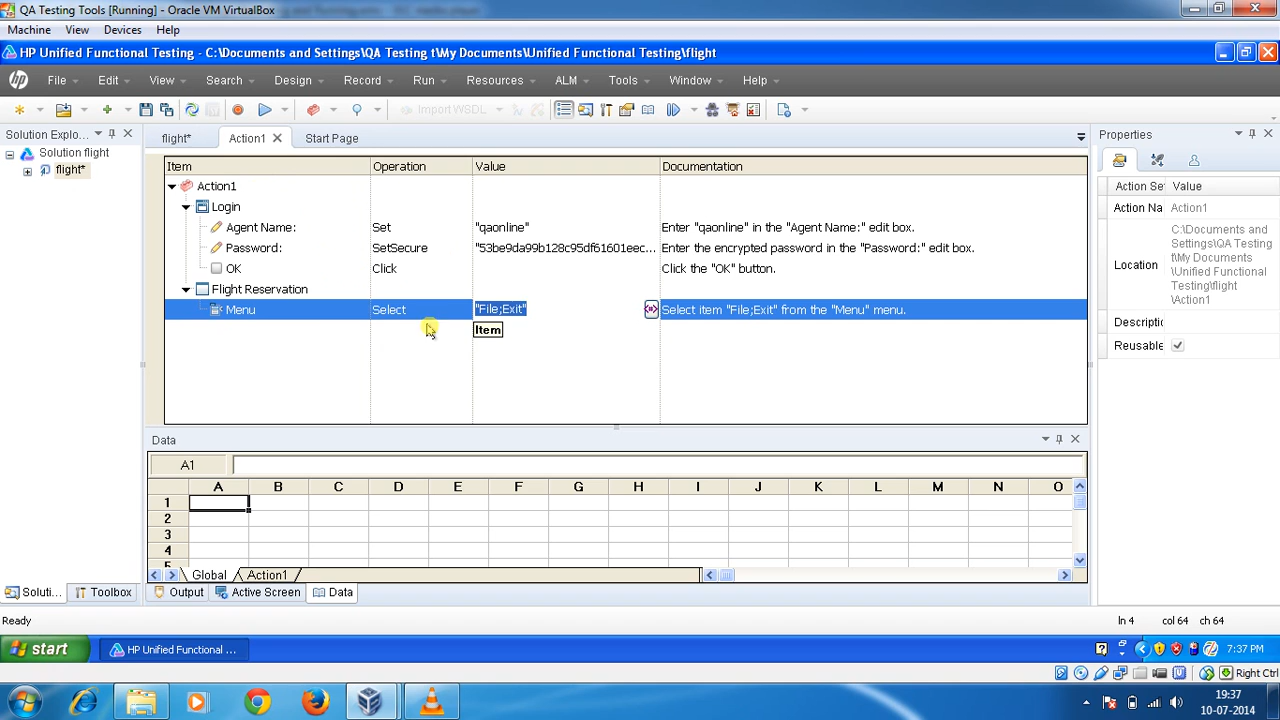 QA Testing Tools [Running] - Oracle VM VirtualBox
Machine View Devices Help
HP Unified Functional Testing - C:\Documents and Settings\QA Testing t\My Documents\Unified Functional Testing\flight
File Edit View Search Design Record Run Resources ALM Tools Window Help
Import WSDL
Solution Explo...
flight*
Action1
Start Page
Properties
Solution flight
flight*
Item Operation Value Documentation
Action1
Login
Agent Name: Set "qaonline" Enter "qaonline" in the "Agent Name:" edit box.
Password: SetSecure "53be9da99b128c95df61601eec... Enter the encrypted password in the "Password:" edit box.
OK Click Click the "OK" button.
Flight Reservation
Menu Select "File;Exit" Select item "File;Exit" from the "Menu" menu.
Item
Action Se Value
Action Na Action1
Location
C:\Documents and
Settings\QA Testing
t\My Documents
\Unified Functional
Testing\flight
\Action1
Descriptic
Reusable
Data
A1
A B C D E F G H I J K L M N O
1
2
3
4
5
Global Action1
Soluti... Toolbox Output Active Screen Data
Ready ln 4 col 64 ch 64
start HP Unified Functional ... 7:37 PM
Right Ctrl
19:37
10-07-2014